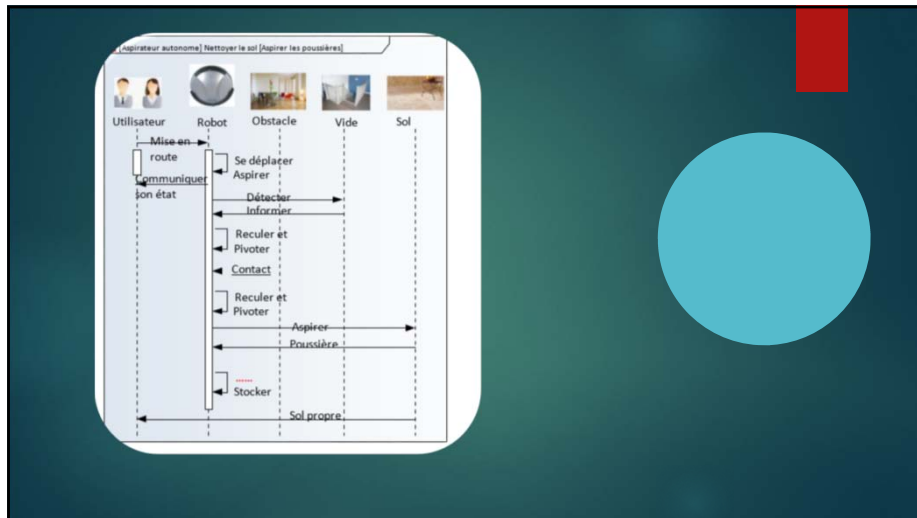 [Aspirateur autonome] Nettoyer le sol [Aspirer les poussières]
Utilisateur
Robot
Obstacle
Vide
Sol
Mise en
route
Se déplacer
Aspirer
Communiquer
son état
Détecter
Informer
Reculer et
Pivoter
Contact
Reculer et
Pivoter
Aspirer
Poussière
......
Stocker
Sol propre